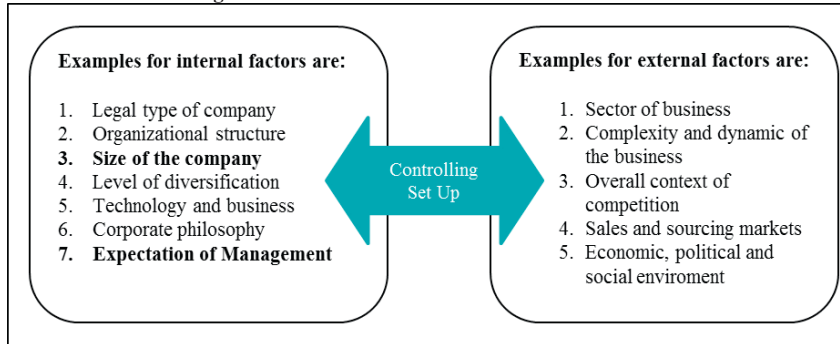 Examples for internal factors are:
1. Legal type of company
2. Organizational structure
3. Size of the company
4. Level of diversification
5. Technology and business
6. Corporate philosophy
7. Expectation of Management
Controlling
Set Up
Examples for external factors are:
1. Sector of business
2. Complexity and dynamic of
the business
3. Overall context of
competition
4. Sales and sourcing markets
5. Economic, political and
social enviroment